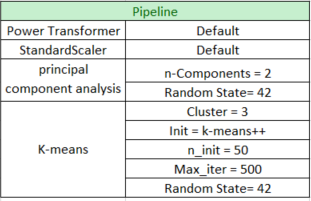 Pipeline
Power Transformer Default
StandardScaler Default
principal
component analysis
n-Components = 2
Random State= 42
K-means
Cluster = 3
Init = k-means++
n_init = 50
Max_iter = 500
Random State= 42